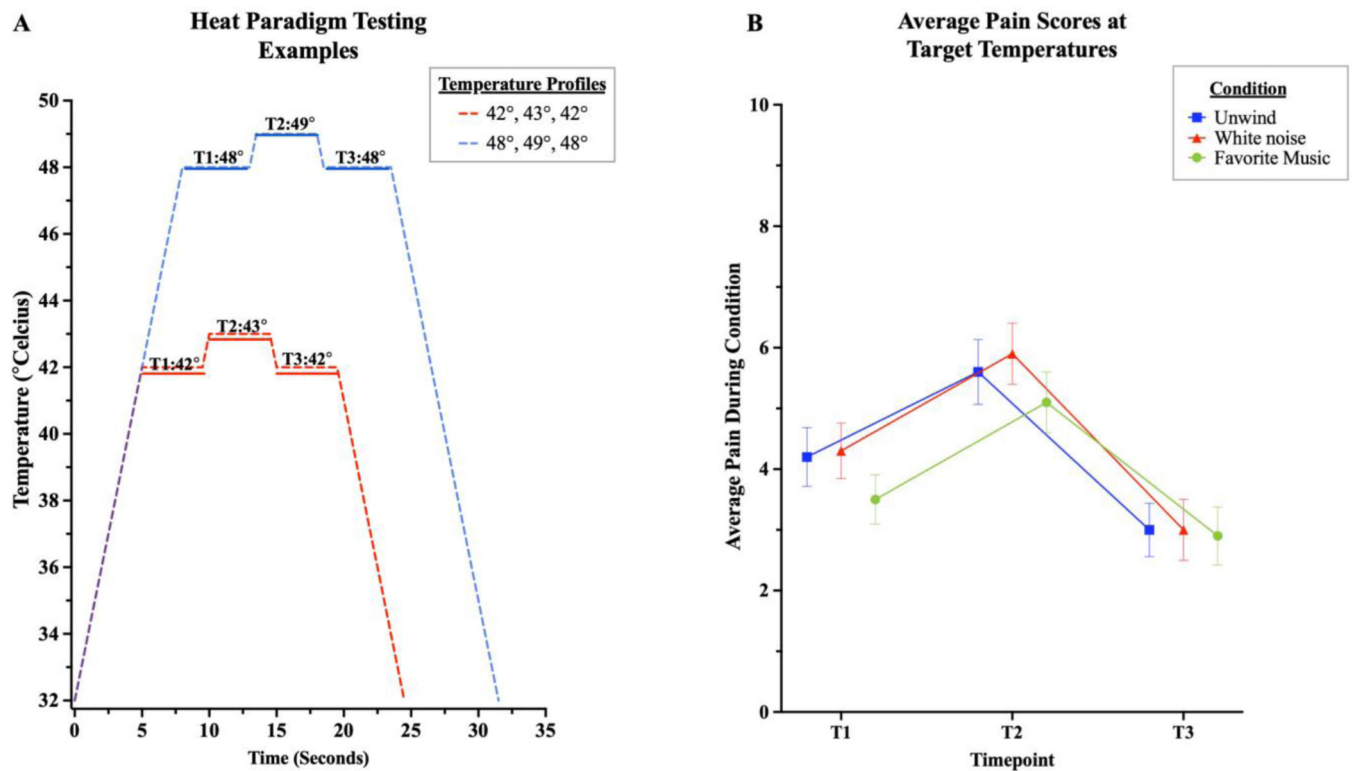 A
Heat Paradigm Testing
Examples
Temperature Profiles
42°, 43°, 42°
48°, 49°, 48°
50
48
46
44
42
40
38
36
34
32
Temperature (°Celcius)
T2:49°
T1:48°
T3:48°
T2:43°
T1:42°
T3:42°
0
5
10
15
20
25
30
35
Time (Seconds)
B
Average Pain Scores at
Target Temperatures
Condition
Unwind
White noise
Favorite Music
10
8
6
4
2
0
Average Pain During Condition
T1
T2
T3
Timepoint